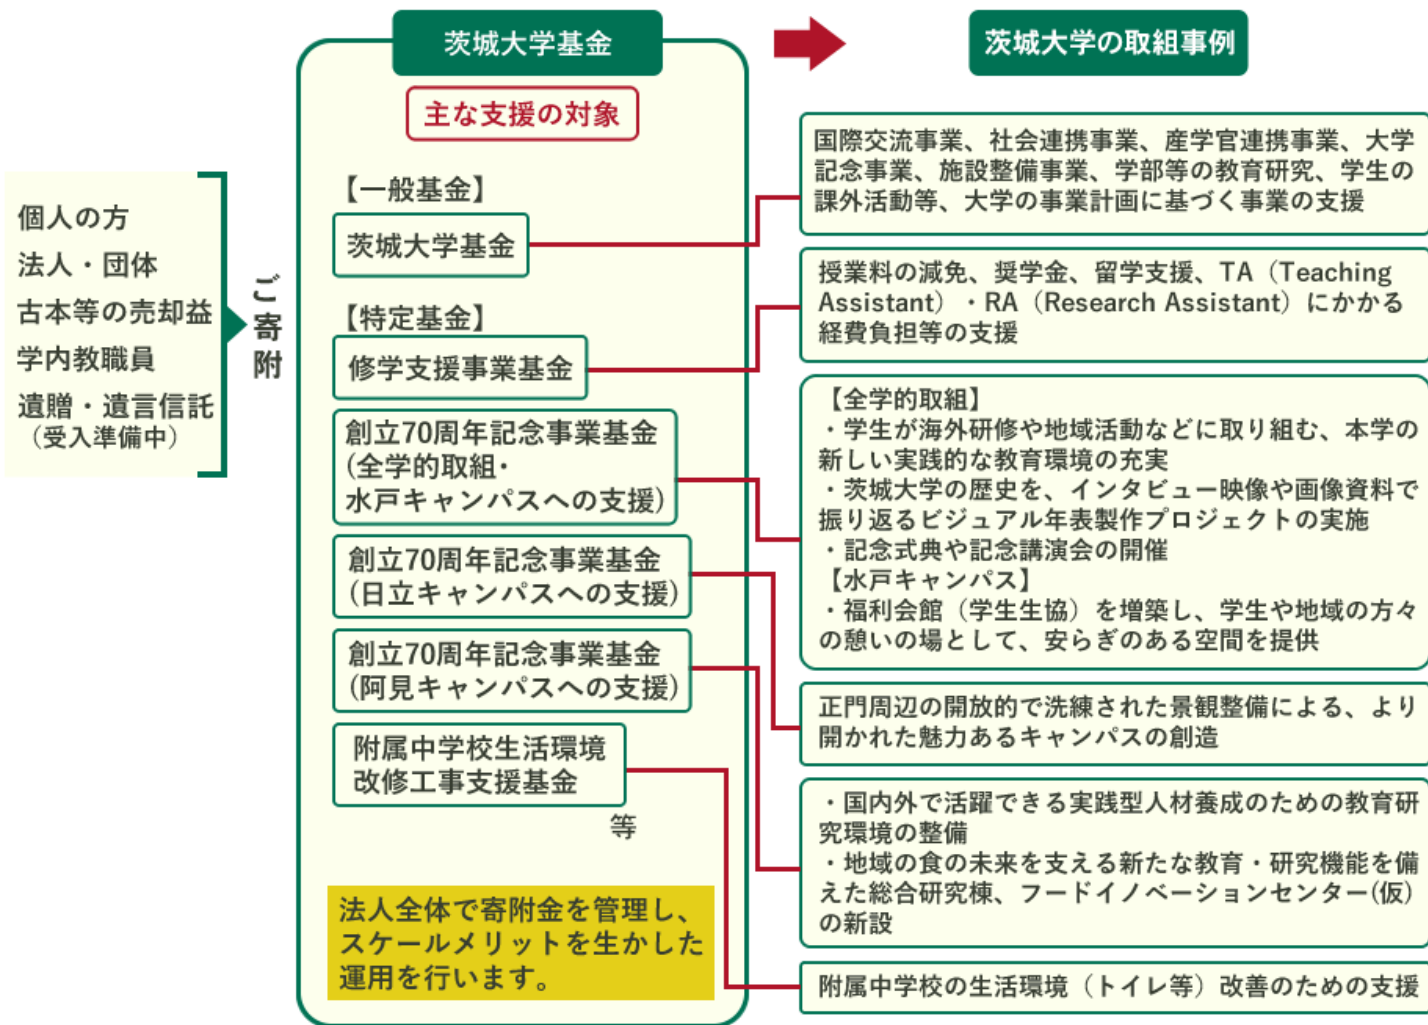 茨城大学基金
茨城大学の取組事例
主な支援の対象
個人の方
法人・団体
古本等の売却益
学内教職員
遺贈・遺言信託
（受入準備中）
ご寄附
【一般基金】
茨城大学基金
【特定基金】
修学支援事業基金
創立70周年記念事業基金
(全学的取組・
水戸キャンパスへの支援)
創立70周年記念事業基金
(日立キャンパスへの支援)
創立70周年記念事業基金
(阿見キャンパスへの支援)
附属中学校生活環境
改修工事支援基金
等
法人全体で寄附金を管理し、
スケールメリットを生かした
運用を行います。
国際交流事業、社会連携事業、産学官連携事業、大学
記念事業、施設整備事業、学部等の教育研究、学生の
課外活動等、大学の事業計画に基づく事業の支援
授業料の減免、奨学金、留学支援、TA（Teaching
Assistant）・RA（Research Assistant）にかかる
経費負担等の支援
【全学的取組】
・学生が海外研修や地域活動などに取り組む、本学の
新しい実践的な教育環境の充実
・茨城大学の歴史を、インタビュー映像や画像資料で
振り返るビジュアル年表製作プロジェクトの実施
・記念式典や記念講演会の開催
【水戸キャンパス】
・福利会館（学生生協）を増築し、学生や地域の方々
の憩いの場として、安らぎのある空間を提供
正門周辺の開放的で洗練された景観整備による、より
開かれた魅力あるキャンパスの創造
・国内外で活躍できる実践型人材養成のための教育研
究環境の整備
・地域の食の未来を支える新たな教育・研究機能を備
えた総合研究棟、フードイノベーションセンター(仮)
の新設
附属中学校の生活環境（トイレ等）改善のための支援